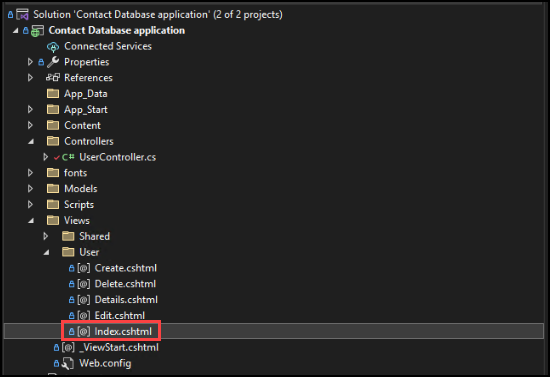 Solution 'Contact Database application' (2 of 2 projects)
Contact Database application
Connected Services
Properties
References
App_Data
App_Start
Content
Controllers
C# UserController.cs
fonts
Models
Scripts
Views
Shared
User
[@] Create.cshtml
[@] Delete.cshtml
[@] Details.cshtml
[@] Edit.cshtml
[@] Index.cshtml
[@] _ViewStart.cshtml
Web.config